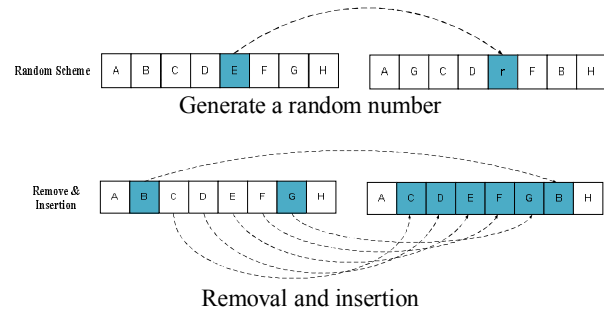 Random Scheme
A B C D E F G H
A G C D r F B H
Generate a random number
Remove &
Insertion
A B C D E F G H
A C D E F G B H
Removal and insertion